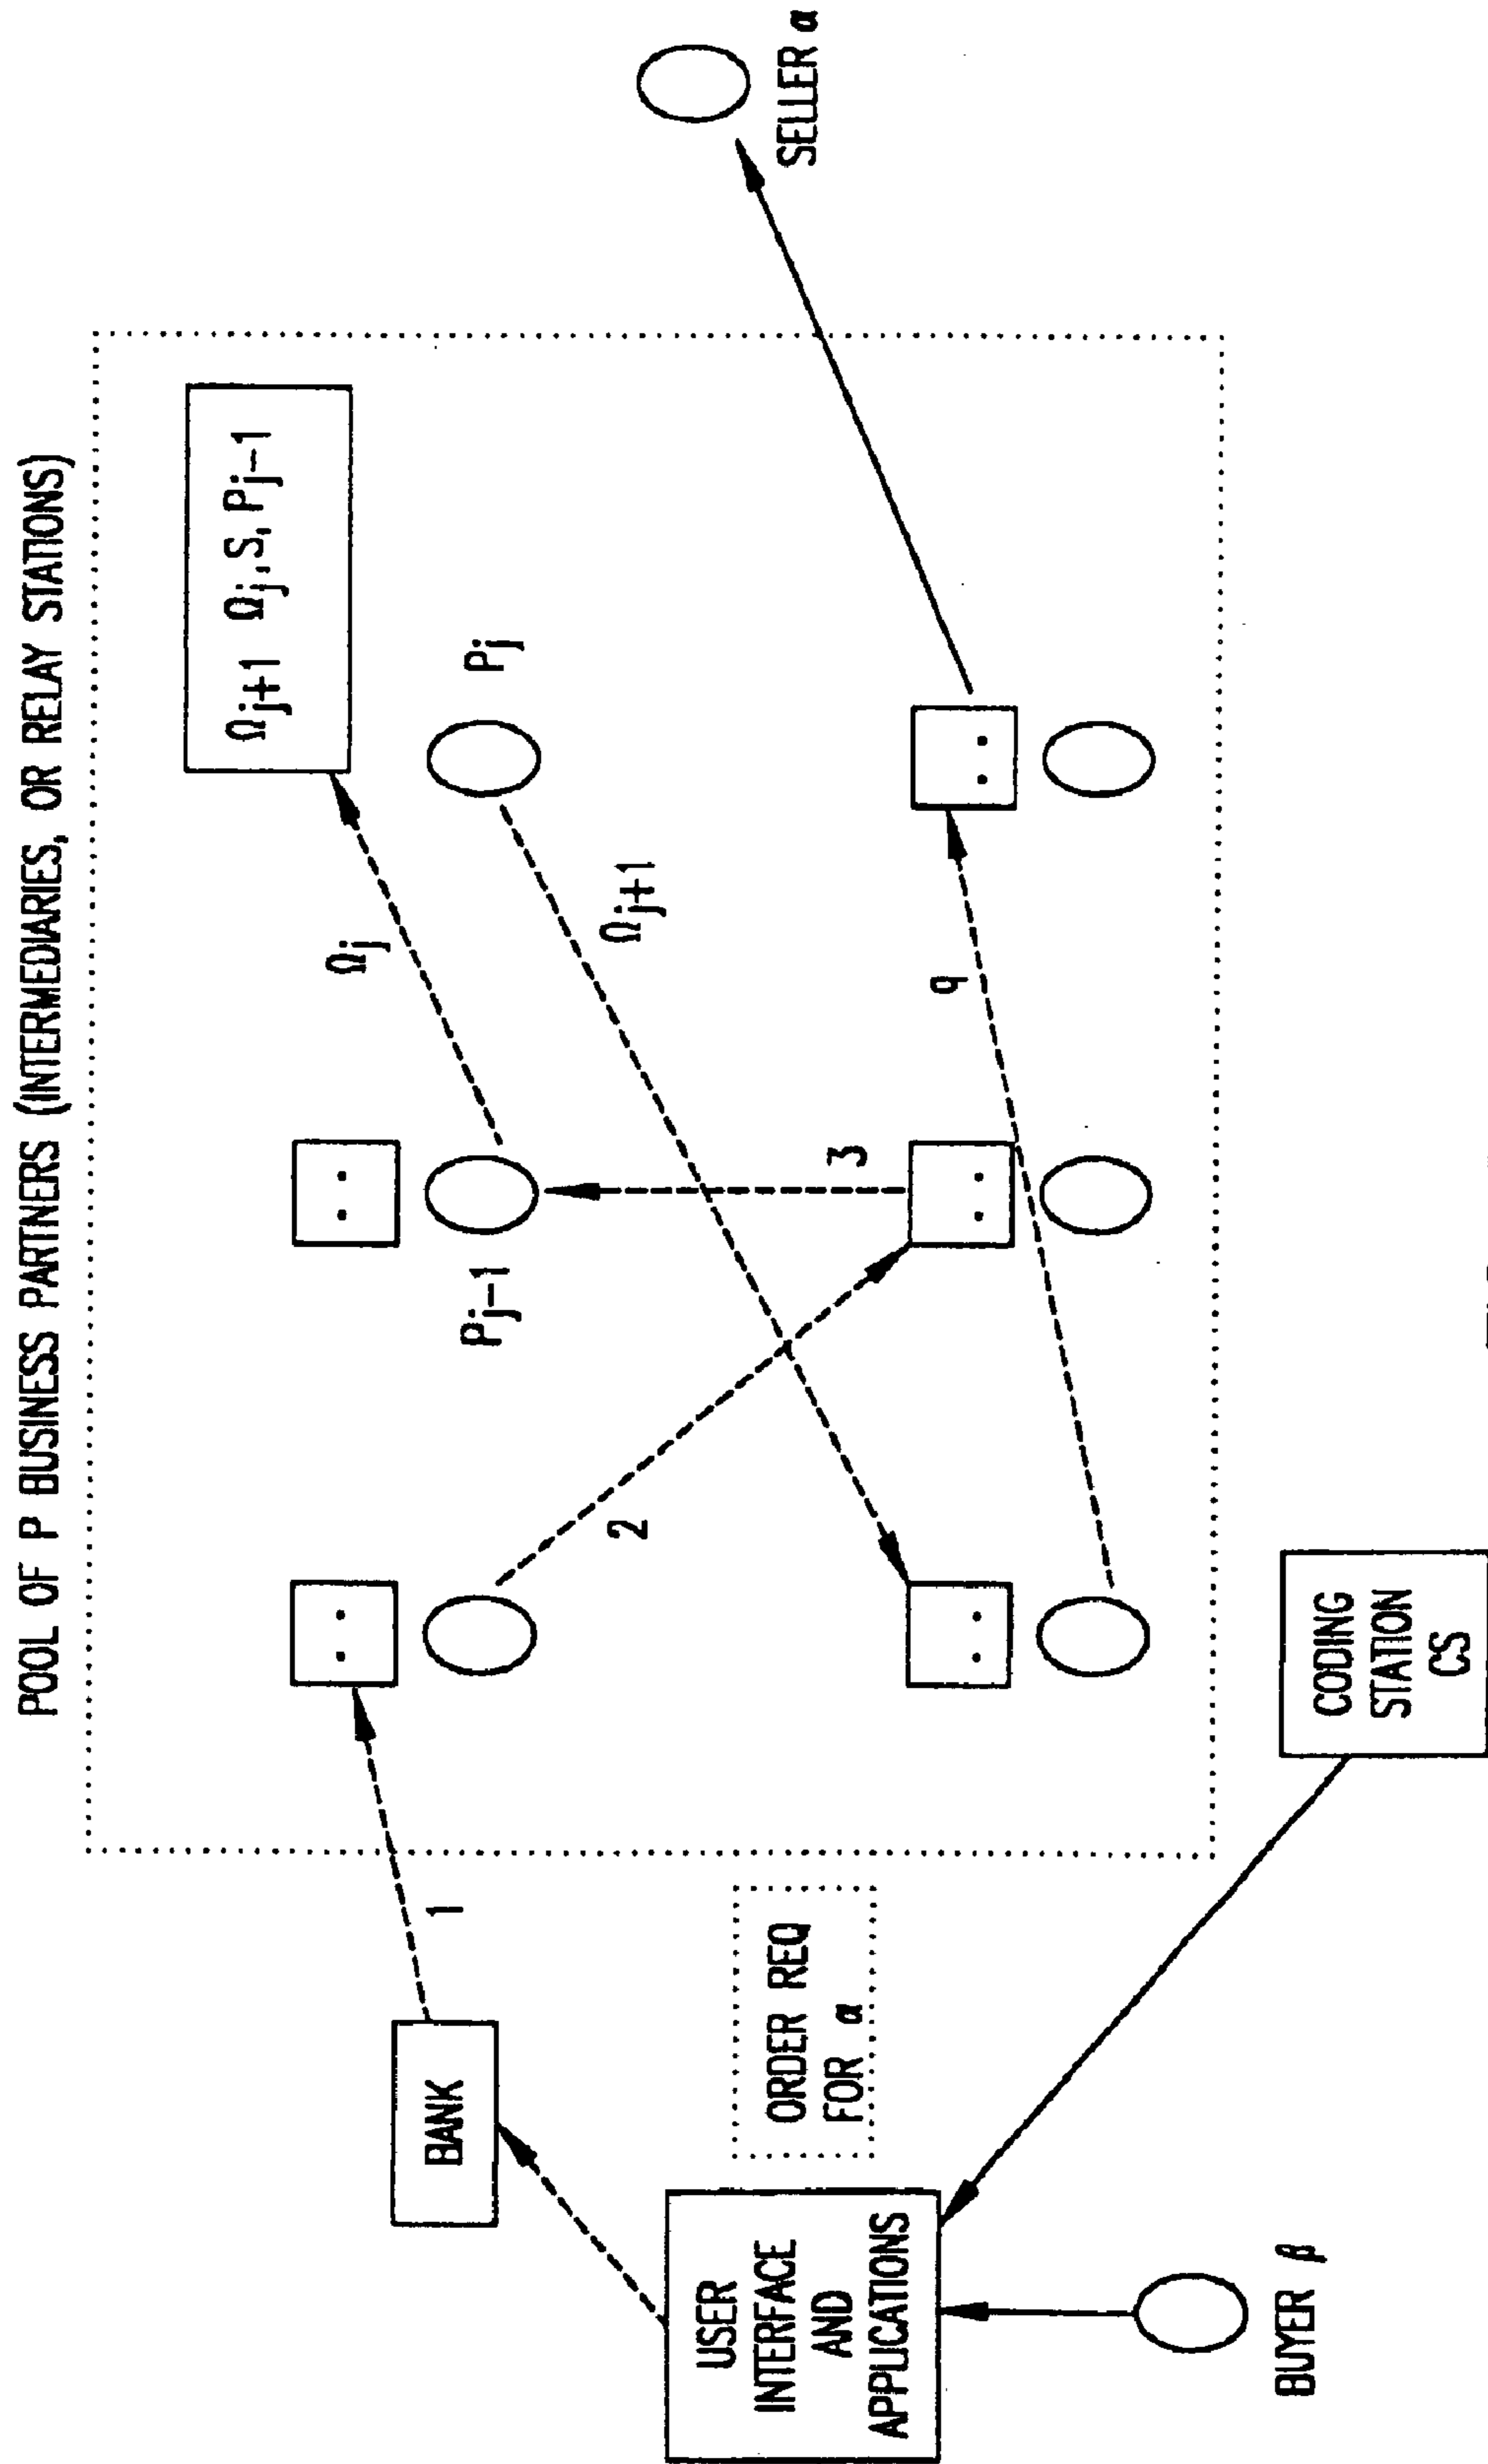 POOL OF P BUSINESS PARTNERS (INTERMEDIARIES, OR RELAY STATIONS)
Ωj+1 Ωj, S, Pj-1
Ωj
Pj
Pj-1
Ωj+1
1
2
3
q
BANK
ORDER REQ
FOR α
USER
INTERFACE
AND
APPLICATIONS
SELLER α
BUYER β
CODING
STATION
CS